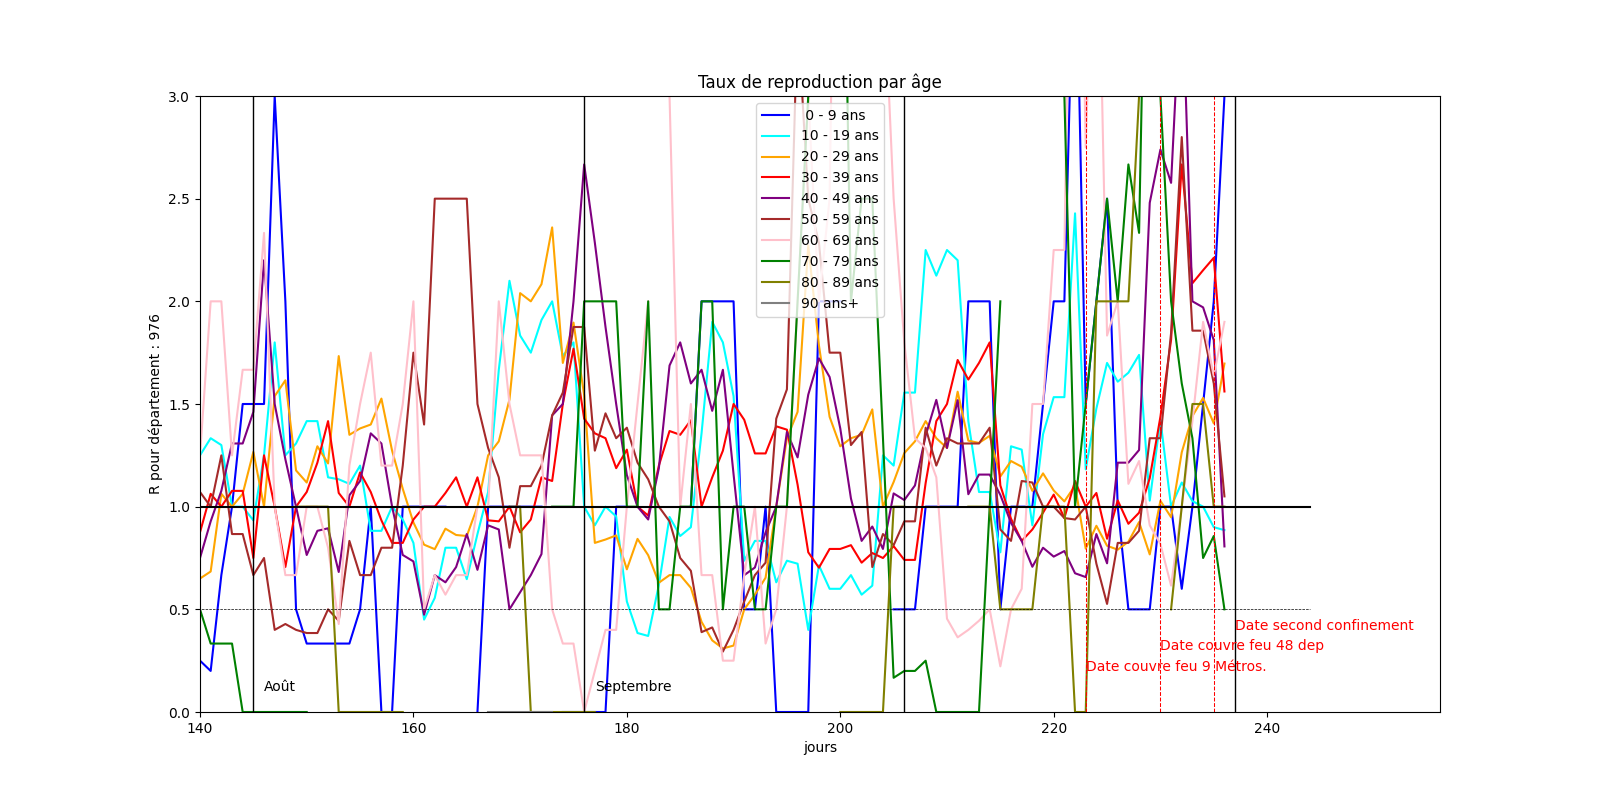 Taux de reproduction par âge
R pour département : 976
3.0
2.5
2.0
1.5
1.0
0.5
0.0
0 - 9 ans
10 - 19 ans
20 - 29 ans
30 - 39 ans
40 - 49 ans
50 - 59 ans
60 - 69 ans
70 - 79 ans
80 - 89 ans
90 ans+
Date second confinement
Date couvre feu 48 dep
Date couvre feu 9 Métros.
Août
Septembre
140
160
180
200
220
240
jours